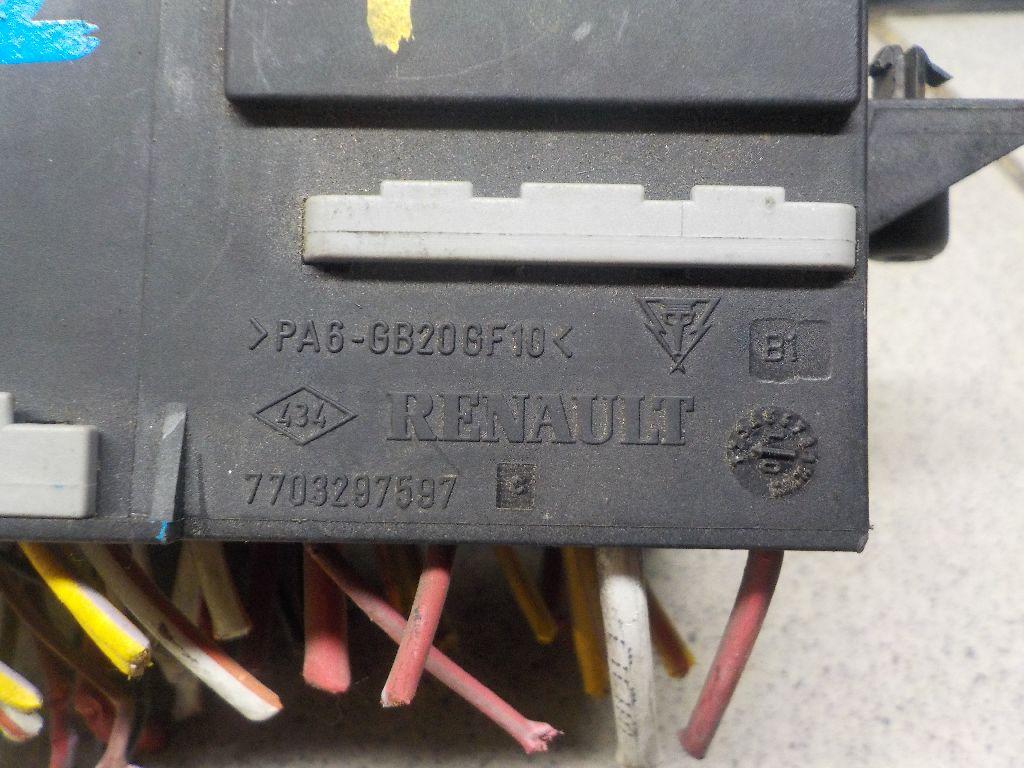 >PA6-GB20GF10<
B1
434 RENAULT
7703297597